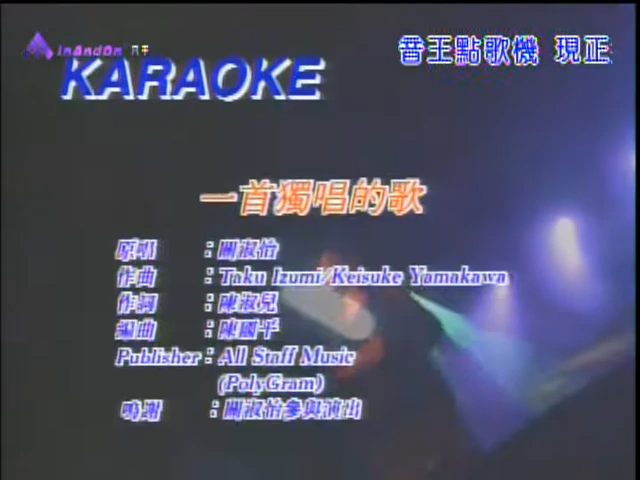 InAndOn 音王點歌機 現正
KARAOKE
一首獨唱的歌
原唱 : 關淑怡
作曲 : Taku Izumi/Keisuke Yamakawa
作詞 : 陳淑兒
編曲 : 陳國平
Publisher : All Staff Music
(PolyGram)
鳴謝 : 關淑怡參與演出